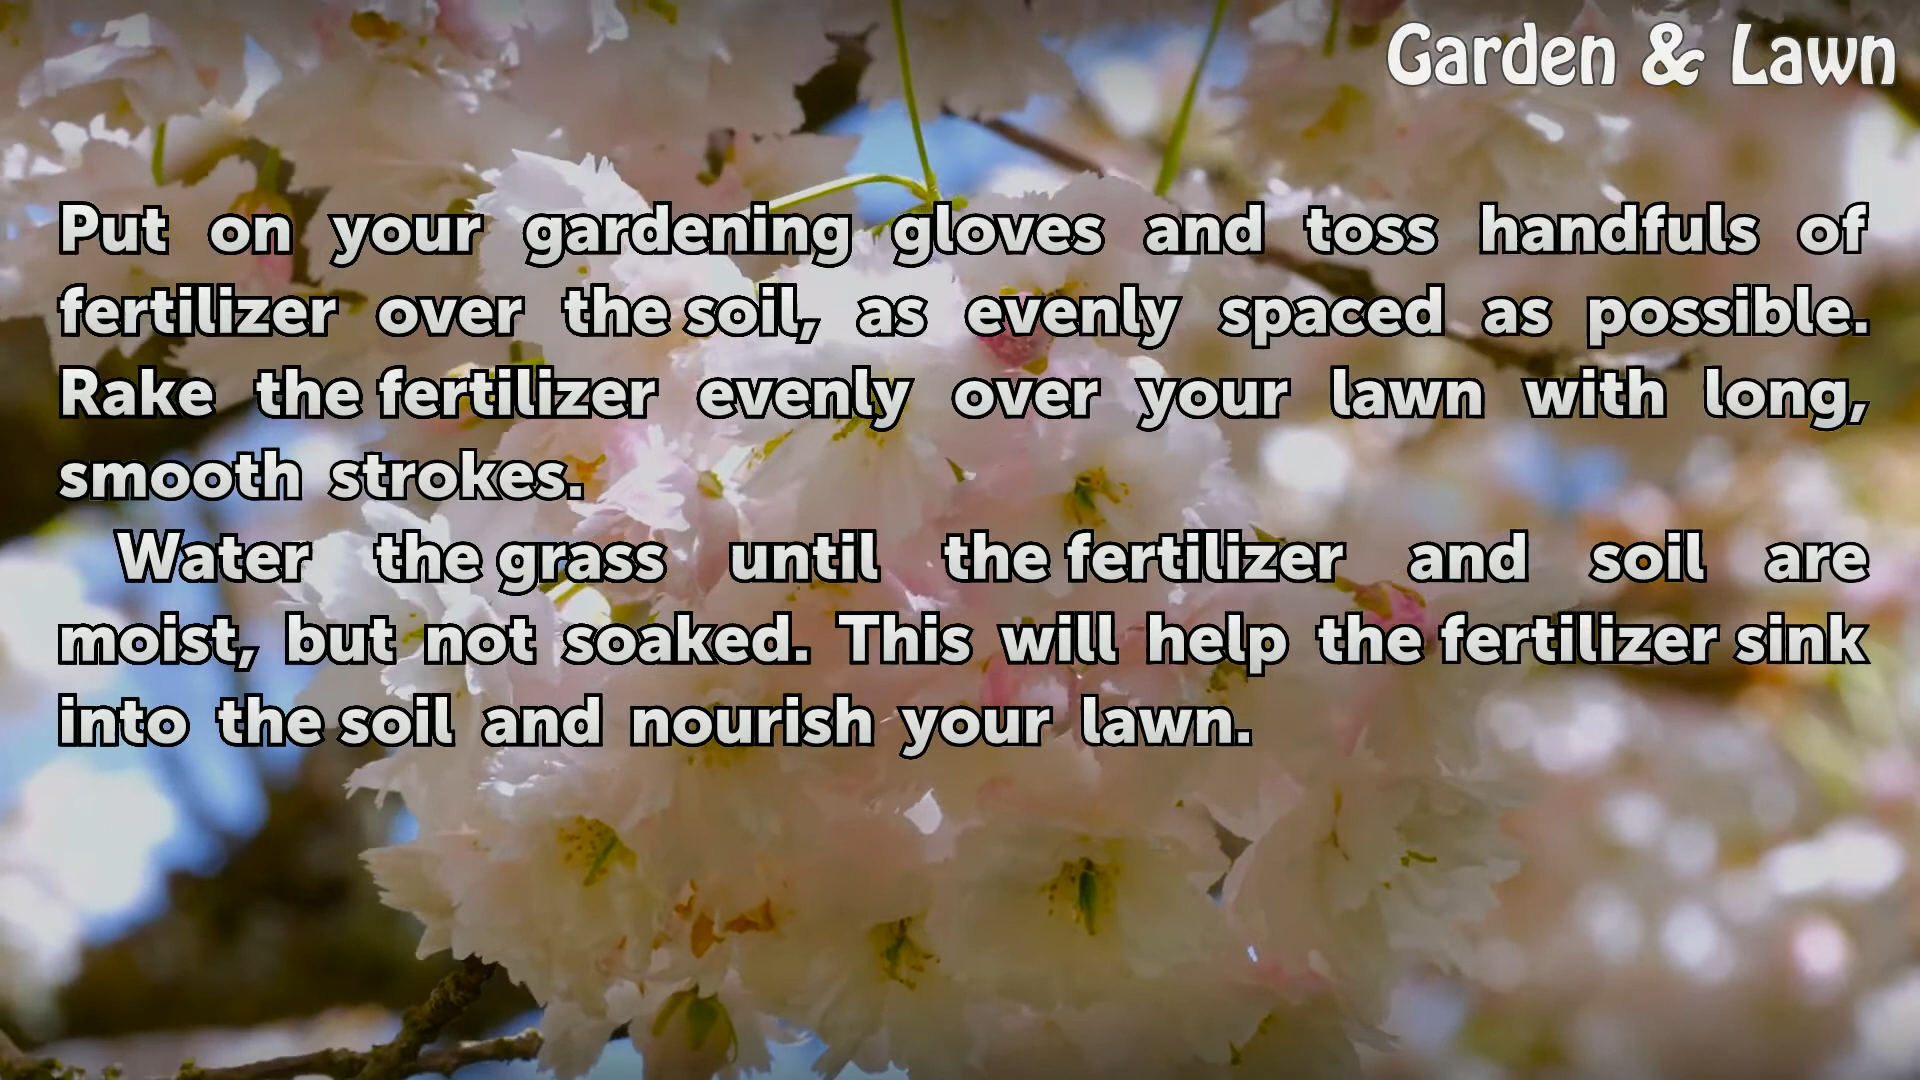 Garden & Lawn
Put on your gardening gloves and toss handfuls of
fertilizer over the soil, as evenly spaced as possible.
Rake the fertilizer evenly over your lawn with long,
smooth strokes.
Water the grass until the fertilizer and soil are
moist, but not soaked. This will help the fertilizer sink
into the soil and nourish your lawn.